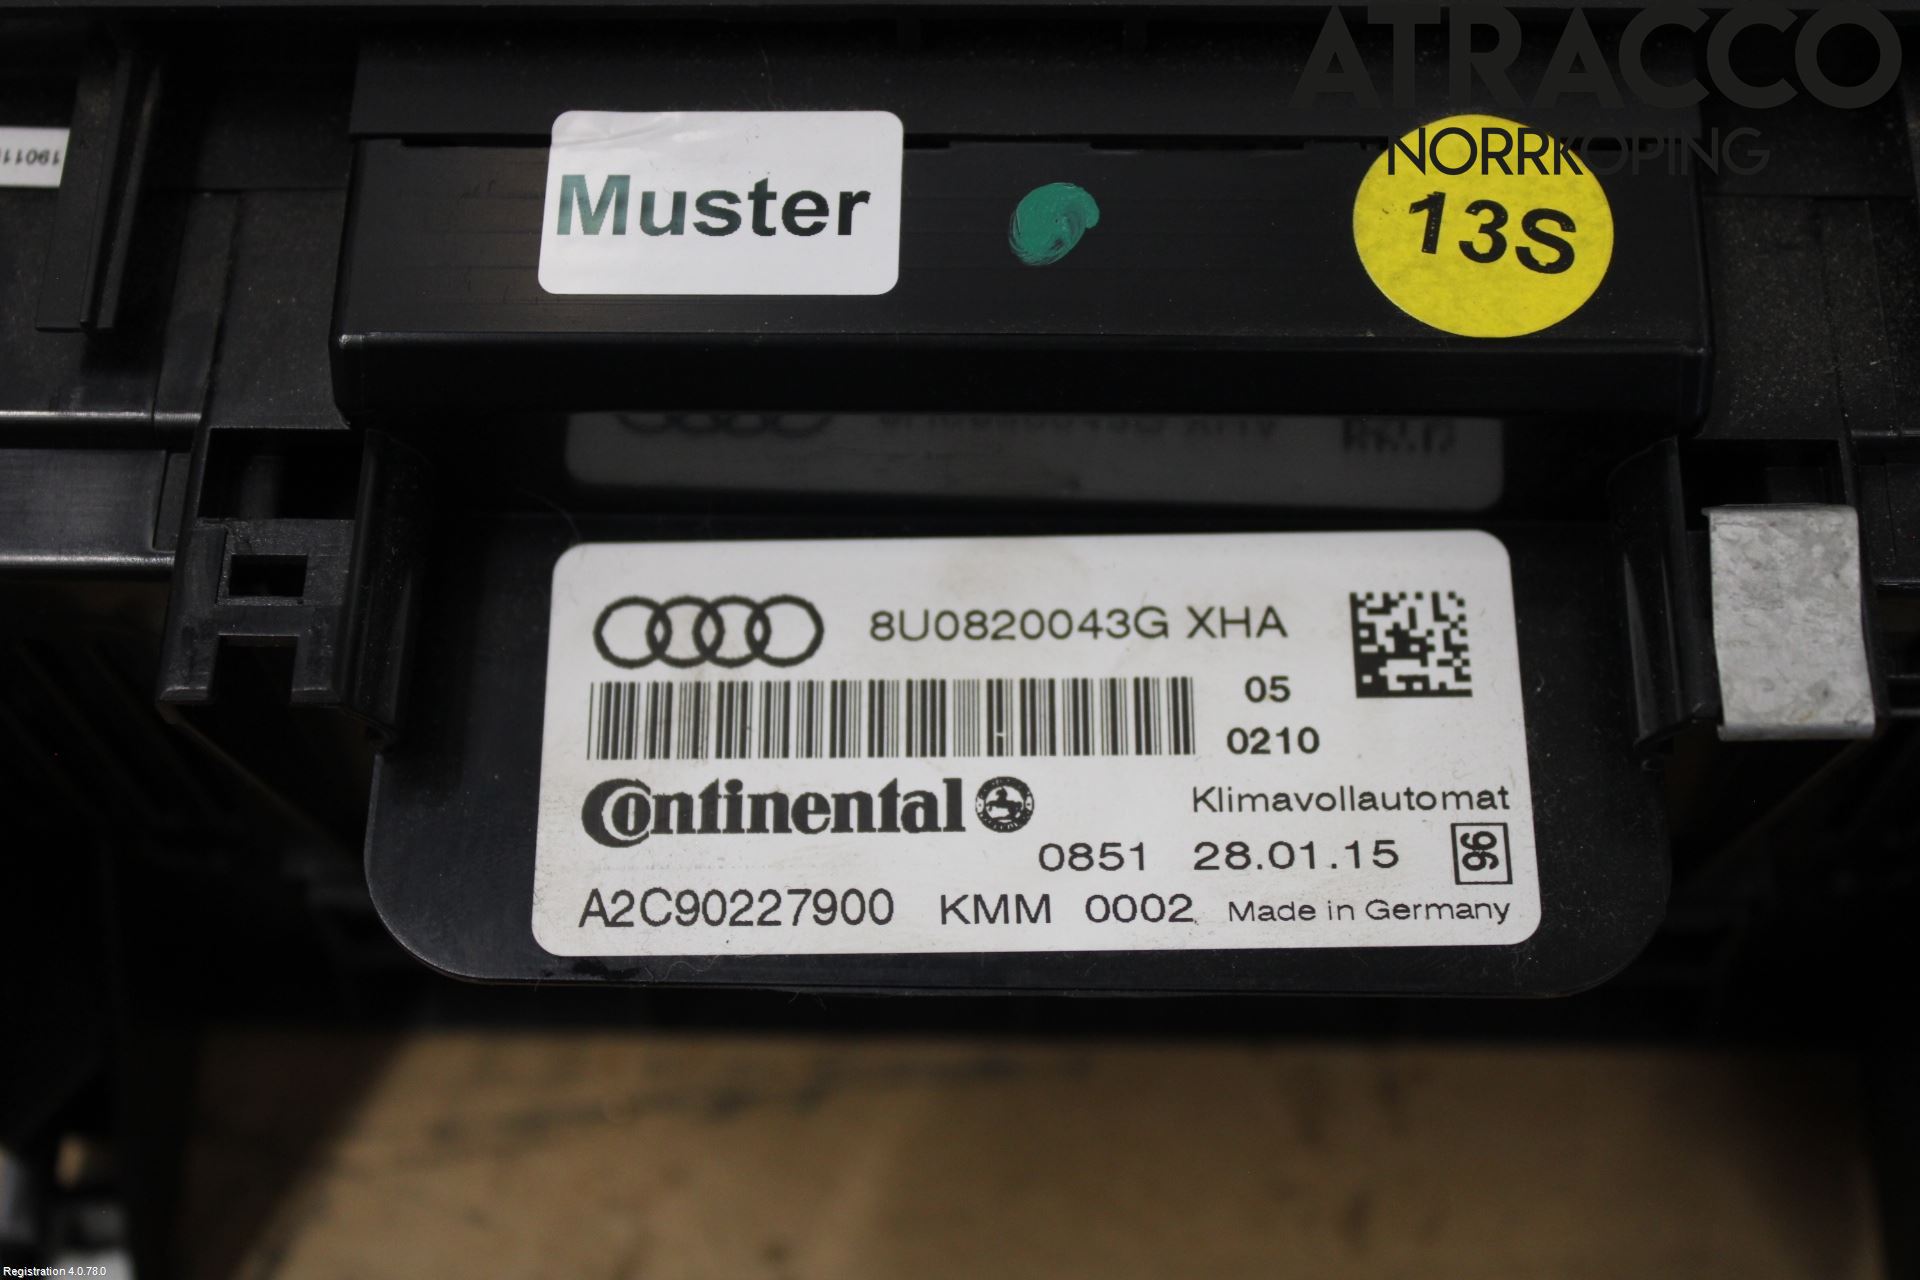 ATRACCO
NORRKÖPING
Muster
13S
8U0820043G XHA
05
0210
Continental
Klimavollautomat
0851 28.01.15
96
A2C90227900 KMM 0002 Made in Germany
Registration 4.0.78.0